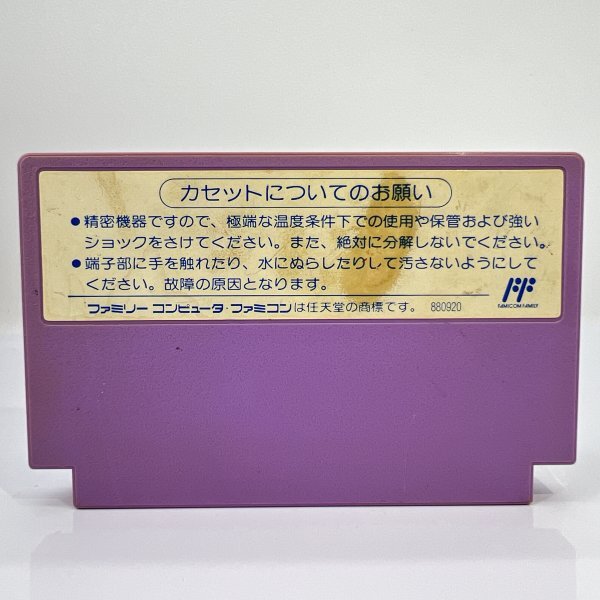 カセットについてのお願い
●精密機器ですので、極端な温度条件下での使用や保管および強い
ショックをさけてください。また、絶対に分解しないでください。
●端子部に手を触れたり、水にぬらしたりして汚さないようにして
ください。故障の原因となります。
ファミリー コンピュータ・ファミコンは任天堂の商標です。 880920
FAMICOM FAMILY